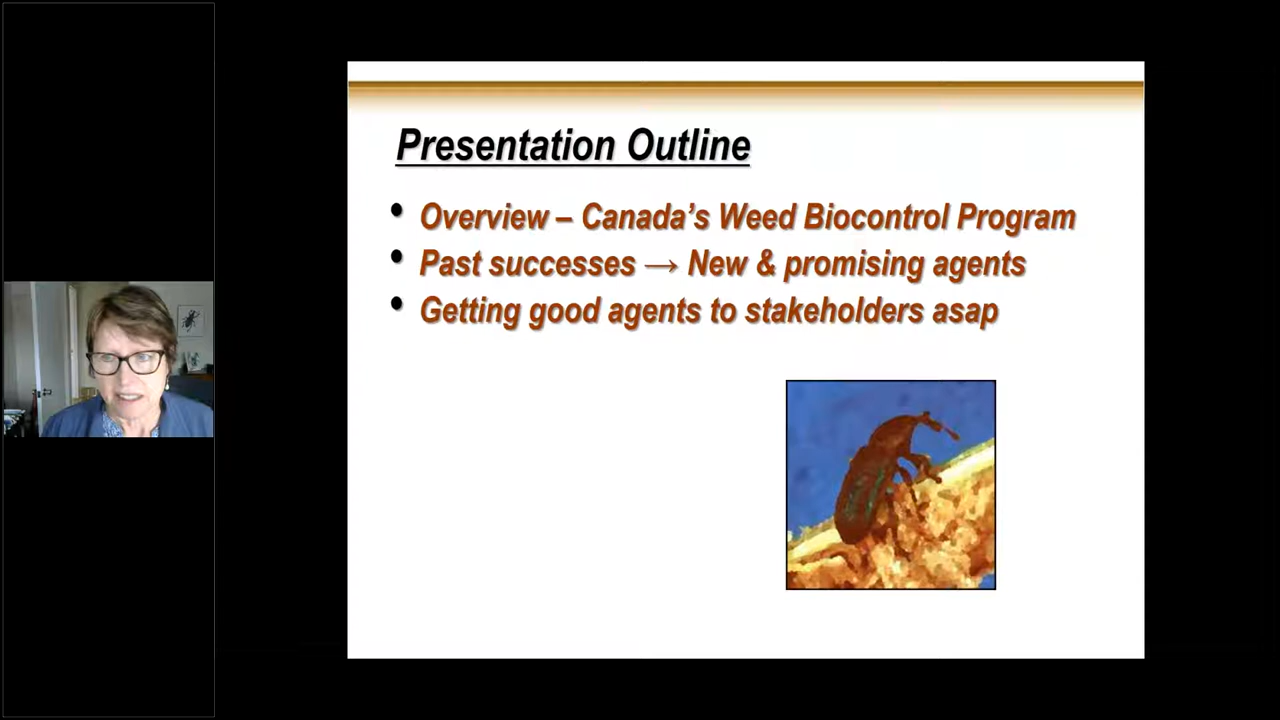 Presentation Outline
• Overview – Canada’s Weed Biocontrol Program
• Past successes → New & promising agents
• Getting good agents to stakeholders asap